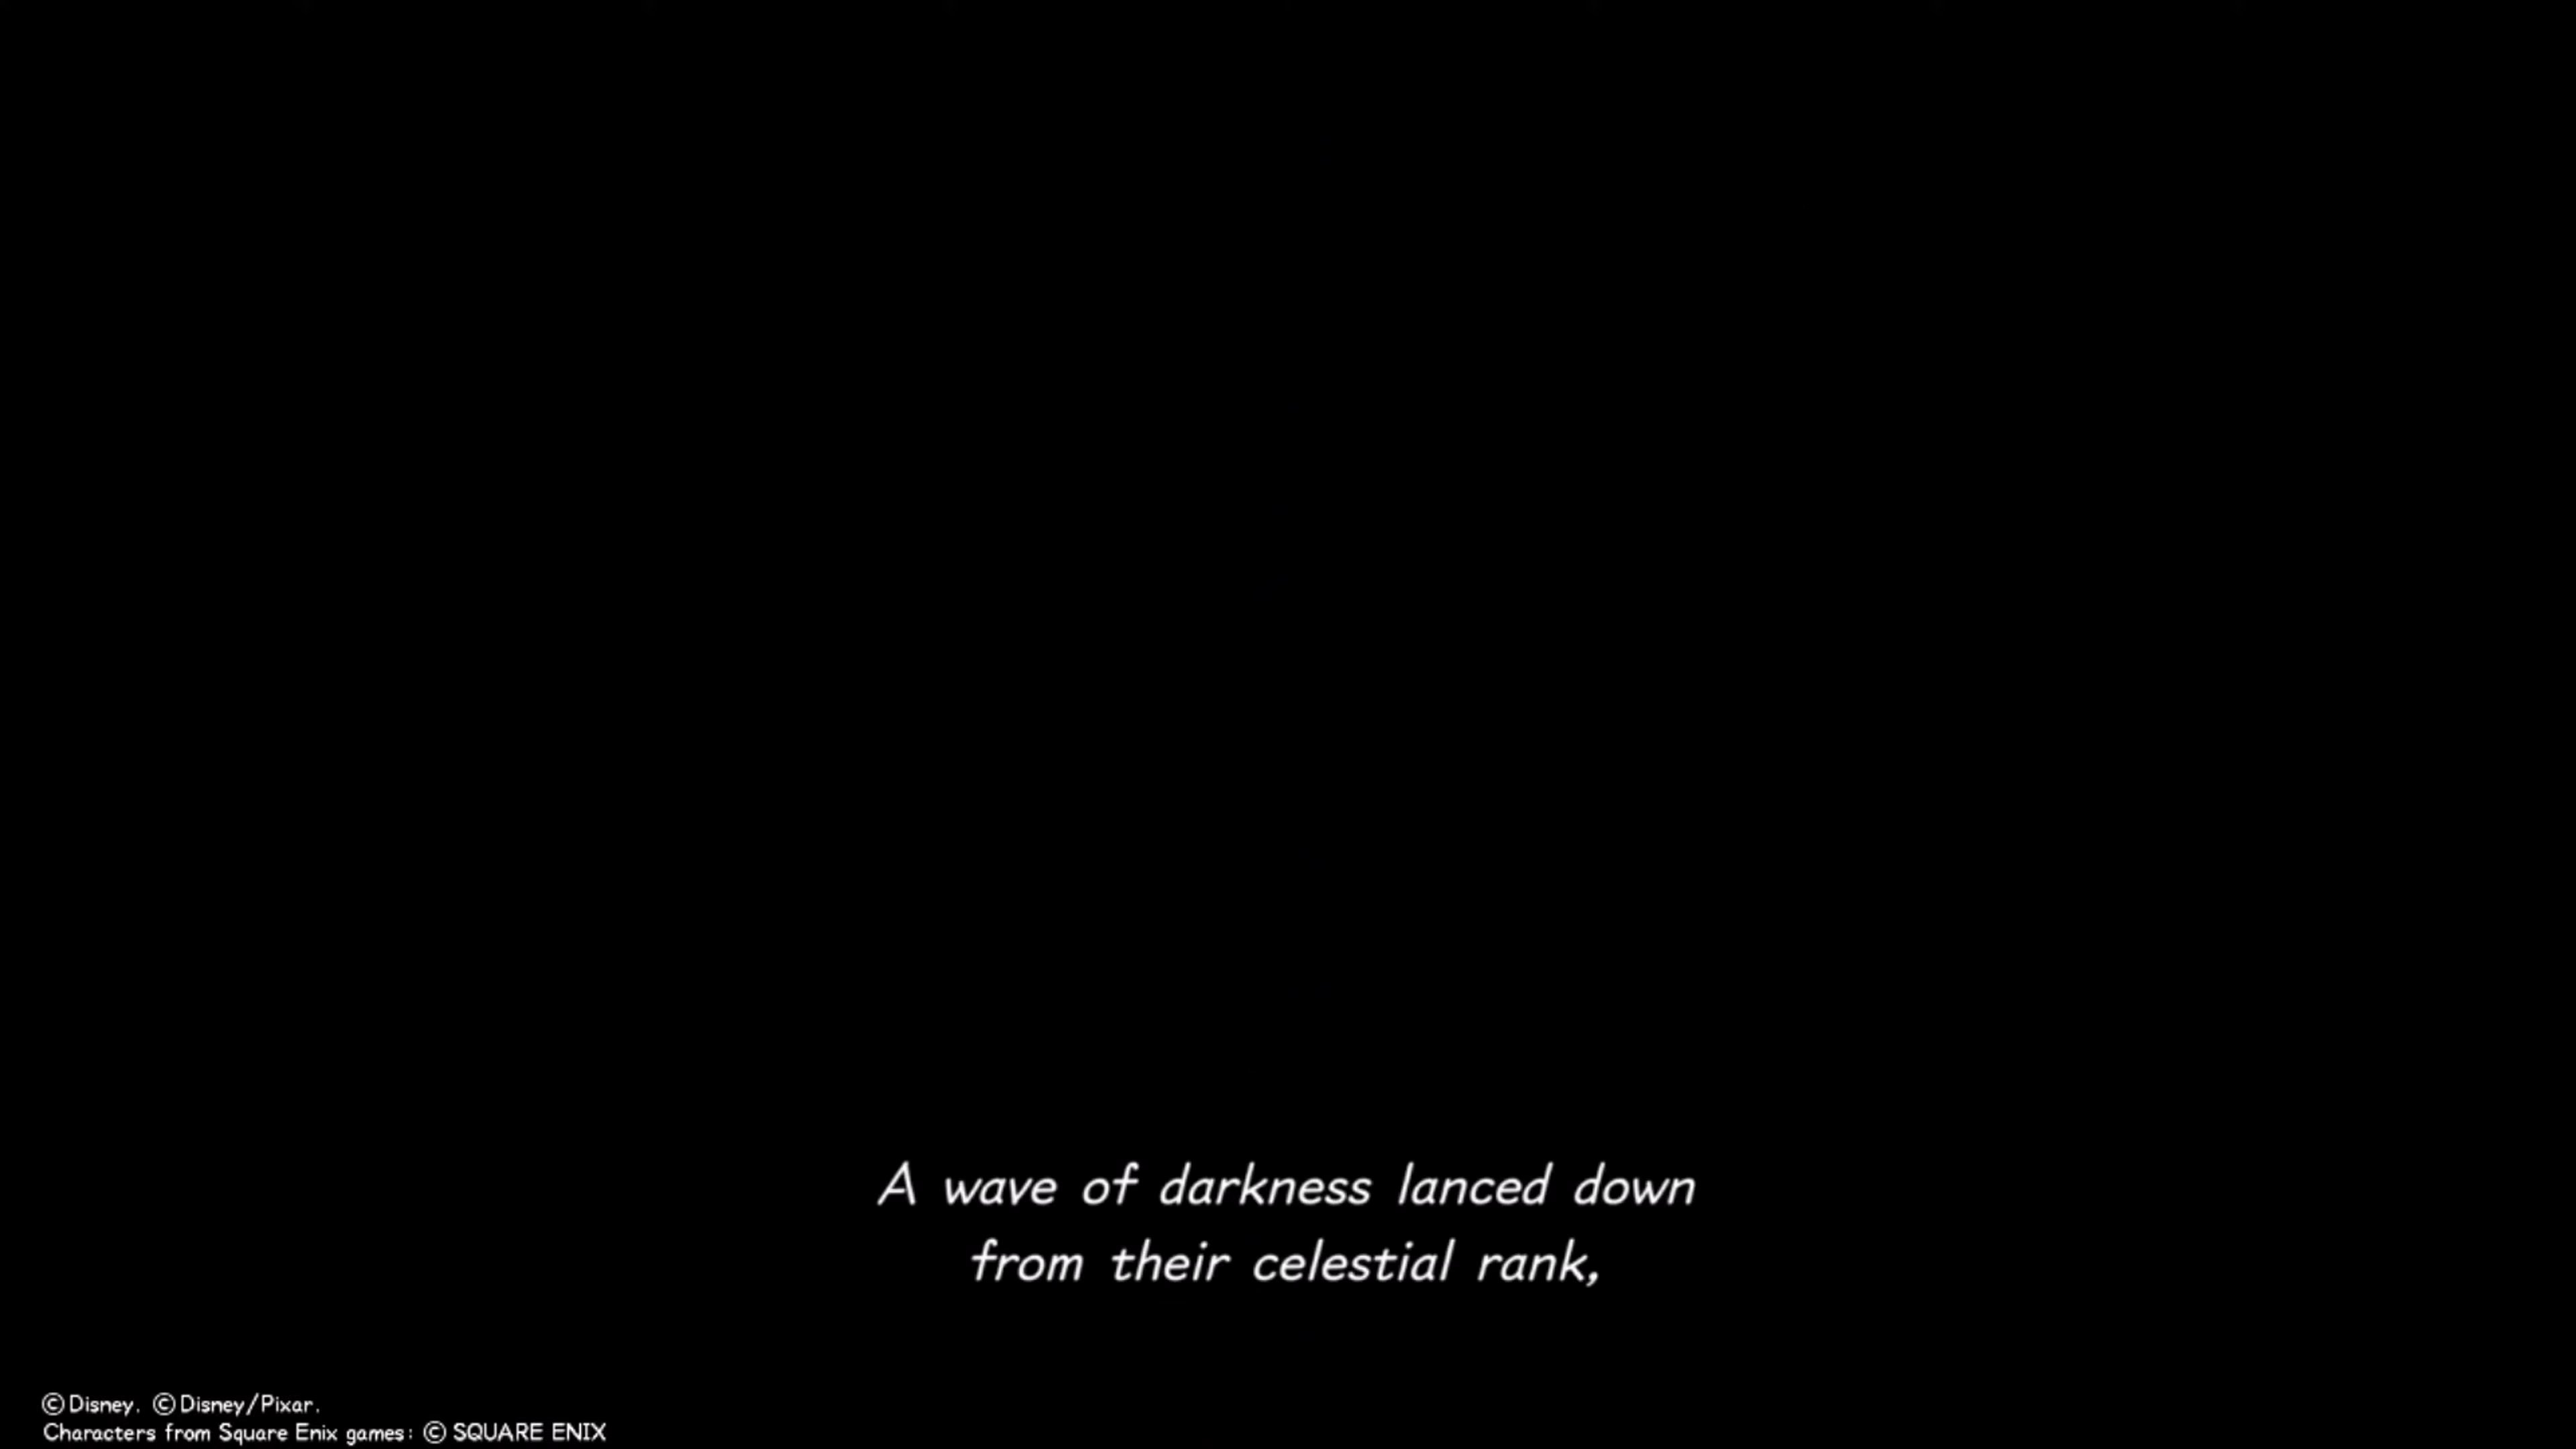 A wave of darkness lanced down
from their celestial rank,
©Disney. ©Disney/Pixar.
Characters from Square Enix games: © SQUARE ENIX